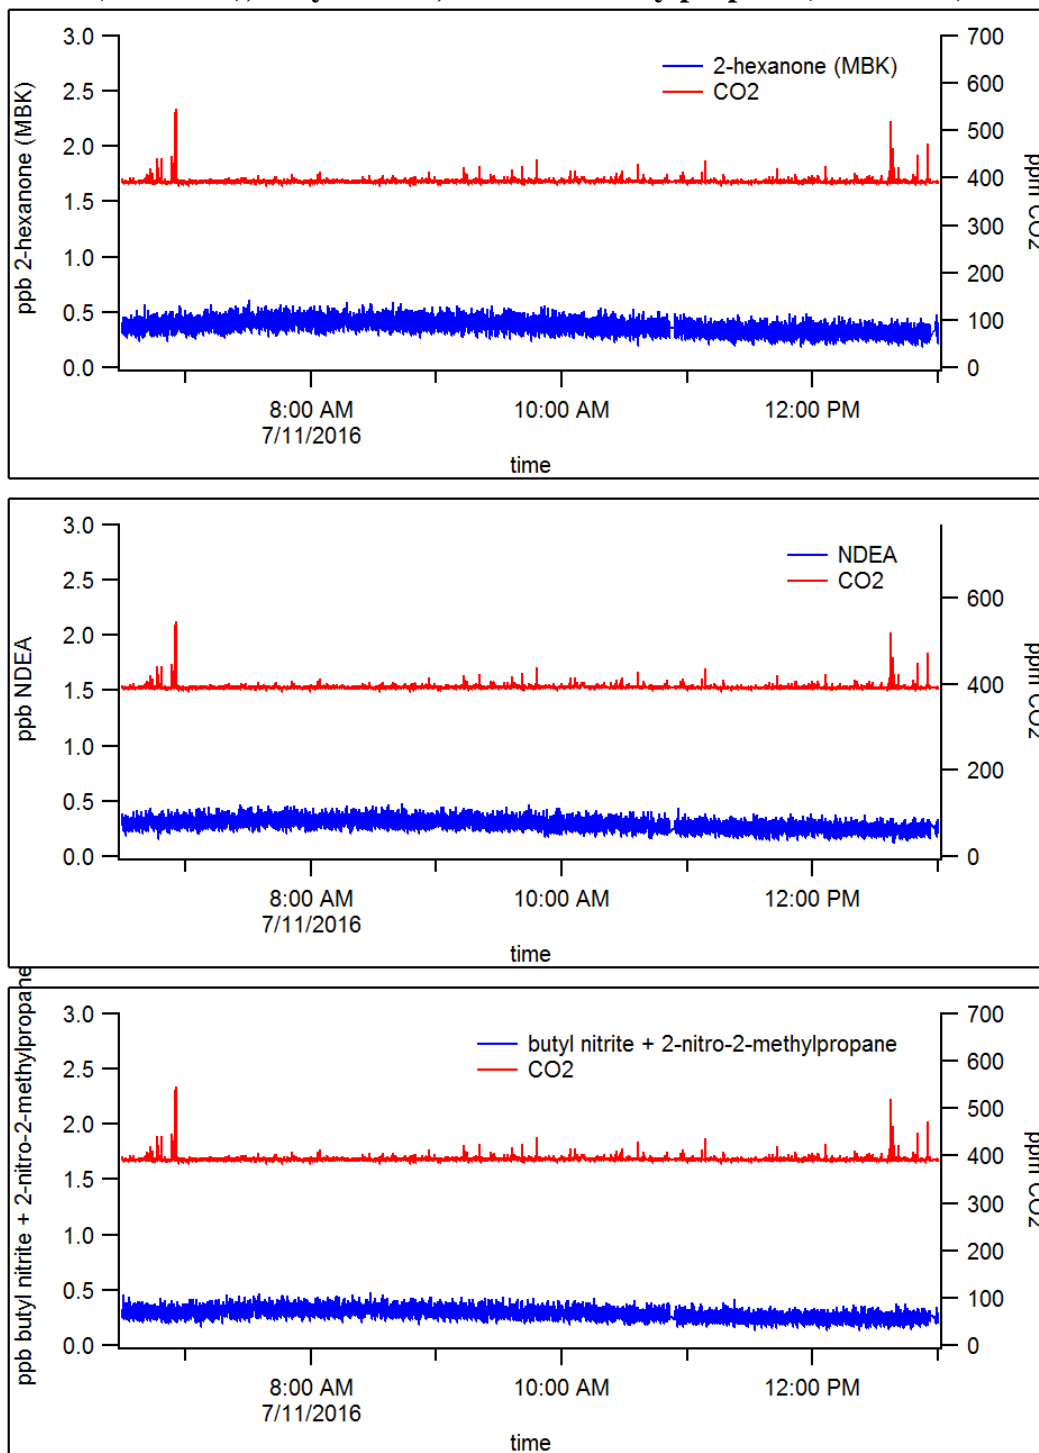 3.0
2.5
2.0
1.5
1.0
0.5
0.0
ppb 2-hexanone (MBK)
2-hexanone (MBK)
CO2
700
600
500
400
300
200
100
0
ppm CO2
8:00 AM
7/11/2016
10:00 AM
12:00 PM
time
3.0
2.5
2.0
1.5
1.0
0.5
0.0
ppb NDEA
NDEA
CO2
600
400
200
0
ppm CO2
8:00 AM
7/11/2016
10:00 AM
12:00 PM
time
3.0
2.5
2.0
1.5
1.0
0.5
0.0
ppb butyl nitrite + 2-nitro-2-methylpropane
butyl nitrite + 2-nitro-2-methylpropane
CO2
700
600
500
400
300
200
100
0
ppm CO2
8:00 AM
7/11/2016
10:00 AM
12:00 PM
time